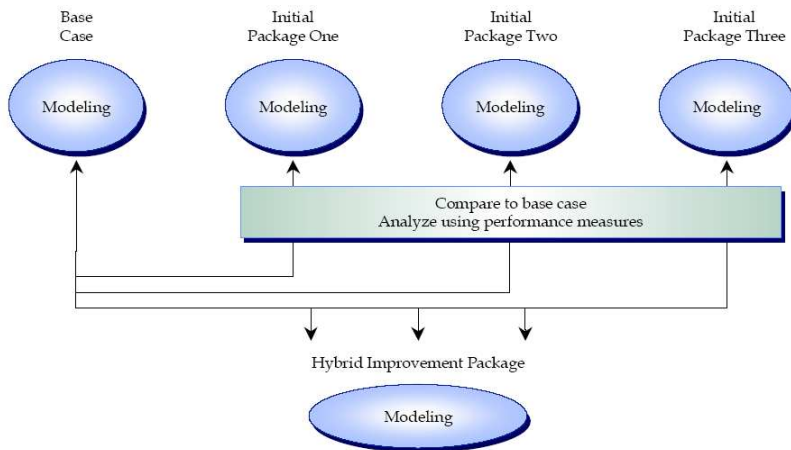 Base
Case
Initial
Package One
Initial
Package Two
Initial
Package Three
Modeling
Modeling
Modeling
Modeling
Compare to base case
Analyze using performance measures
Hybrid Improvement Package
Modeling